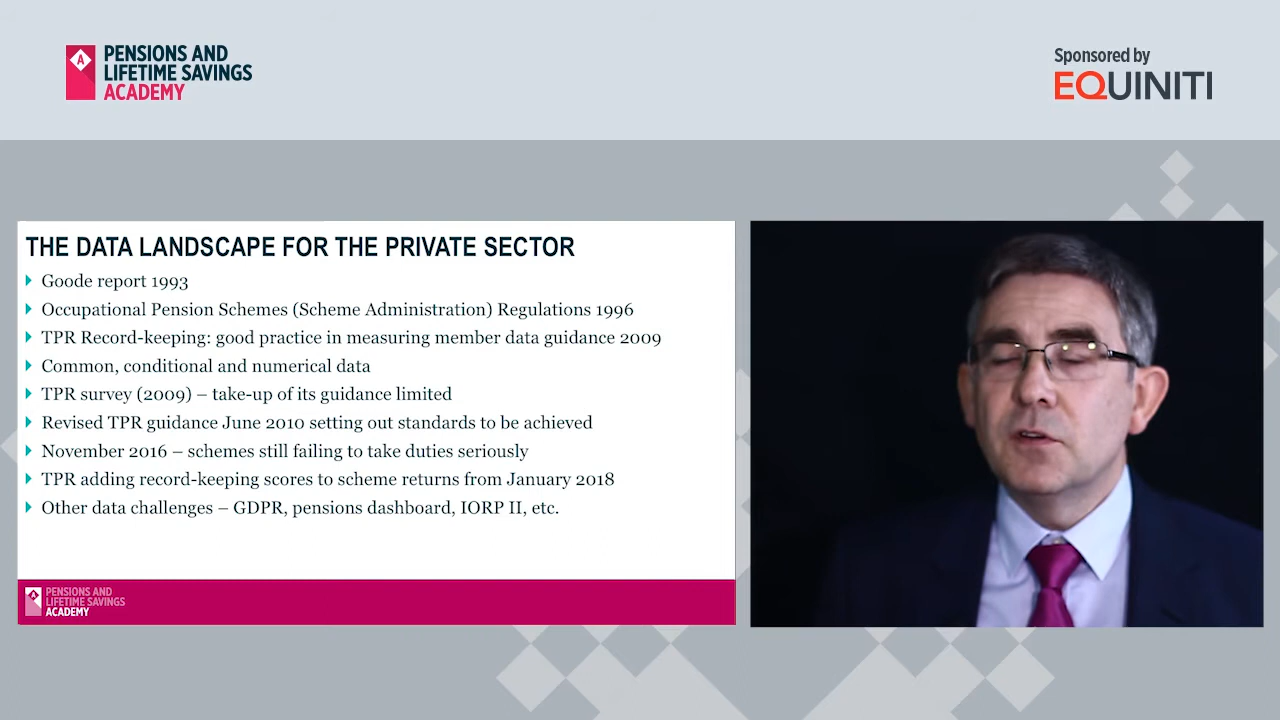 PENSIONS AND
LIFETIME SAVINGS
ACADEMY
Sponsored by
EQUINITI
THE DATA LANDSCAPE FOR THE PRIVATE SECTOR
Goode report 1993
Occupational Pension Schemes (Scheme Administration) Regulations 1996
TPR Record-keeping: good practice in measuring member data guidance 2009
Common, conditional and numerical data
TPR survey (2009) – take-up of its guidance limited
Revised TPR guidance June 2010 setting out standards to be achieved
November 2016 – schemes still failing to take duties seriously
TPR adding record-keeping scores to scheme returns from January 2018
Other data challenges – GDPR, pensions dashboard, IORP II, etc.
PENSIONS AND
LIFETIME SAVINGS
ACADEMY